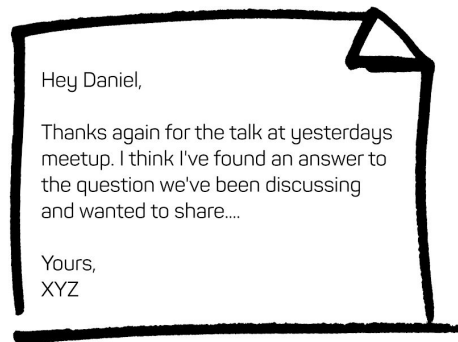 Hey Daniel,
Thanks again for the talk at yesterdays
meetup. I think I've found an answer to
the question we've been discussing
and wanted to share....
Yours,
XYZ